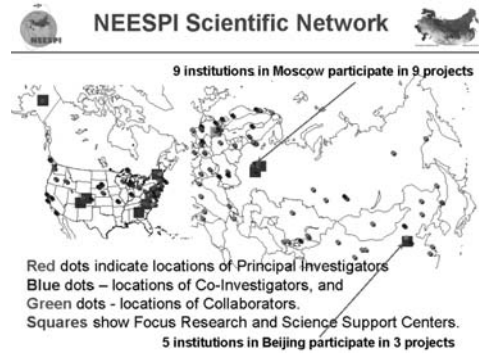 NEESPI
NEESPI Scientific Network
9 institutions in Moscow participate in 9 projects
Red dots indicate locations of Principal Investigators
Blue dots – locations of Co-Investigators, and
Green dots - locations of Collaborators.
Squares show Focus Research and Science Support Centers.
5 institutions in Beijing participate in 3 projects